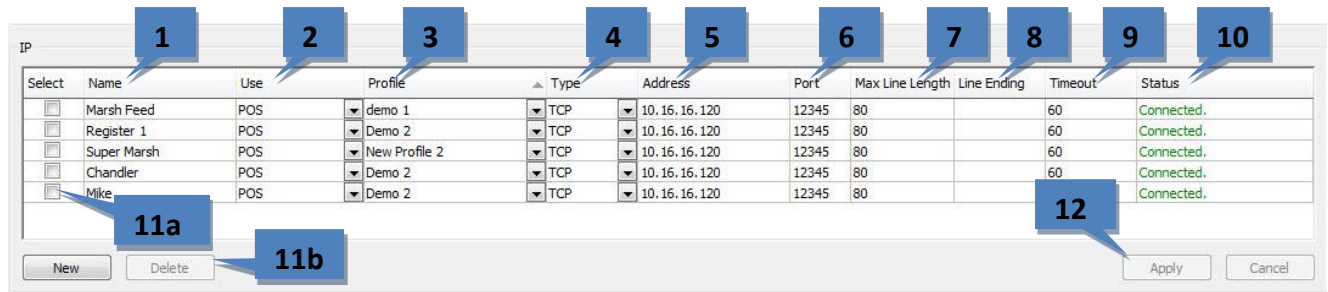 1 2 3 4 5 6 7 8 9 10
IP
Select Name Use Profile Type Address Port Max Line Length Line Ending Timeout Status
Marsh Feed POS demo 1 TCP 10.16.16.120 12345 80 60 Connected.
Register 1 POS Demo 2 TCP 10.16.16.120 12345 80 60 Connected.
Super Marsh POS New Profile 2 TCP 10.16.16.120 12345 80 60 Connected.
Chandler POS Demo 2 TCP 10.16.16.120 12345 80 60 Connected.
Mike POS Demo 2 TCP 10.16.16.120 12345 80 Connected.
11a 12
New Delete 11b Apply Cancel